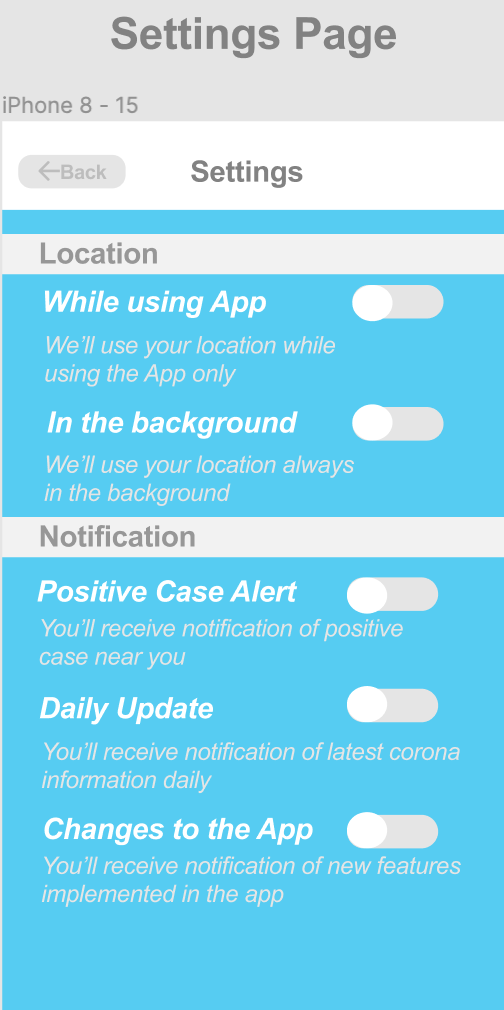 Settings Page
iPhone 8 - 15
Back
Settings
Location
While using App
We'll use your location while
using the App only
In the background
We'll use your location always
in the background
Notification
Positive Case Alert
You'll receive notification of positive
case near you
Daily Update
You'll receive notification of latest corona
information daily
Changes to the App
You'll receive notification of new features
implemented in the app